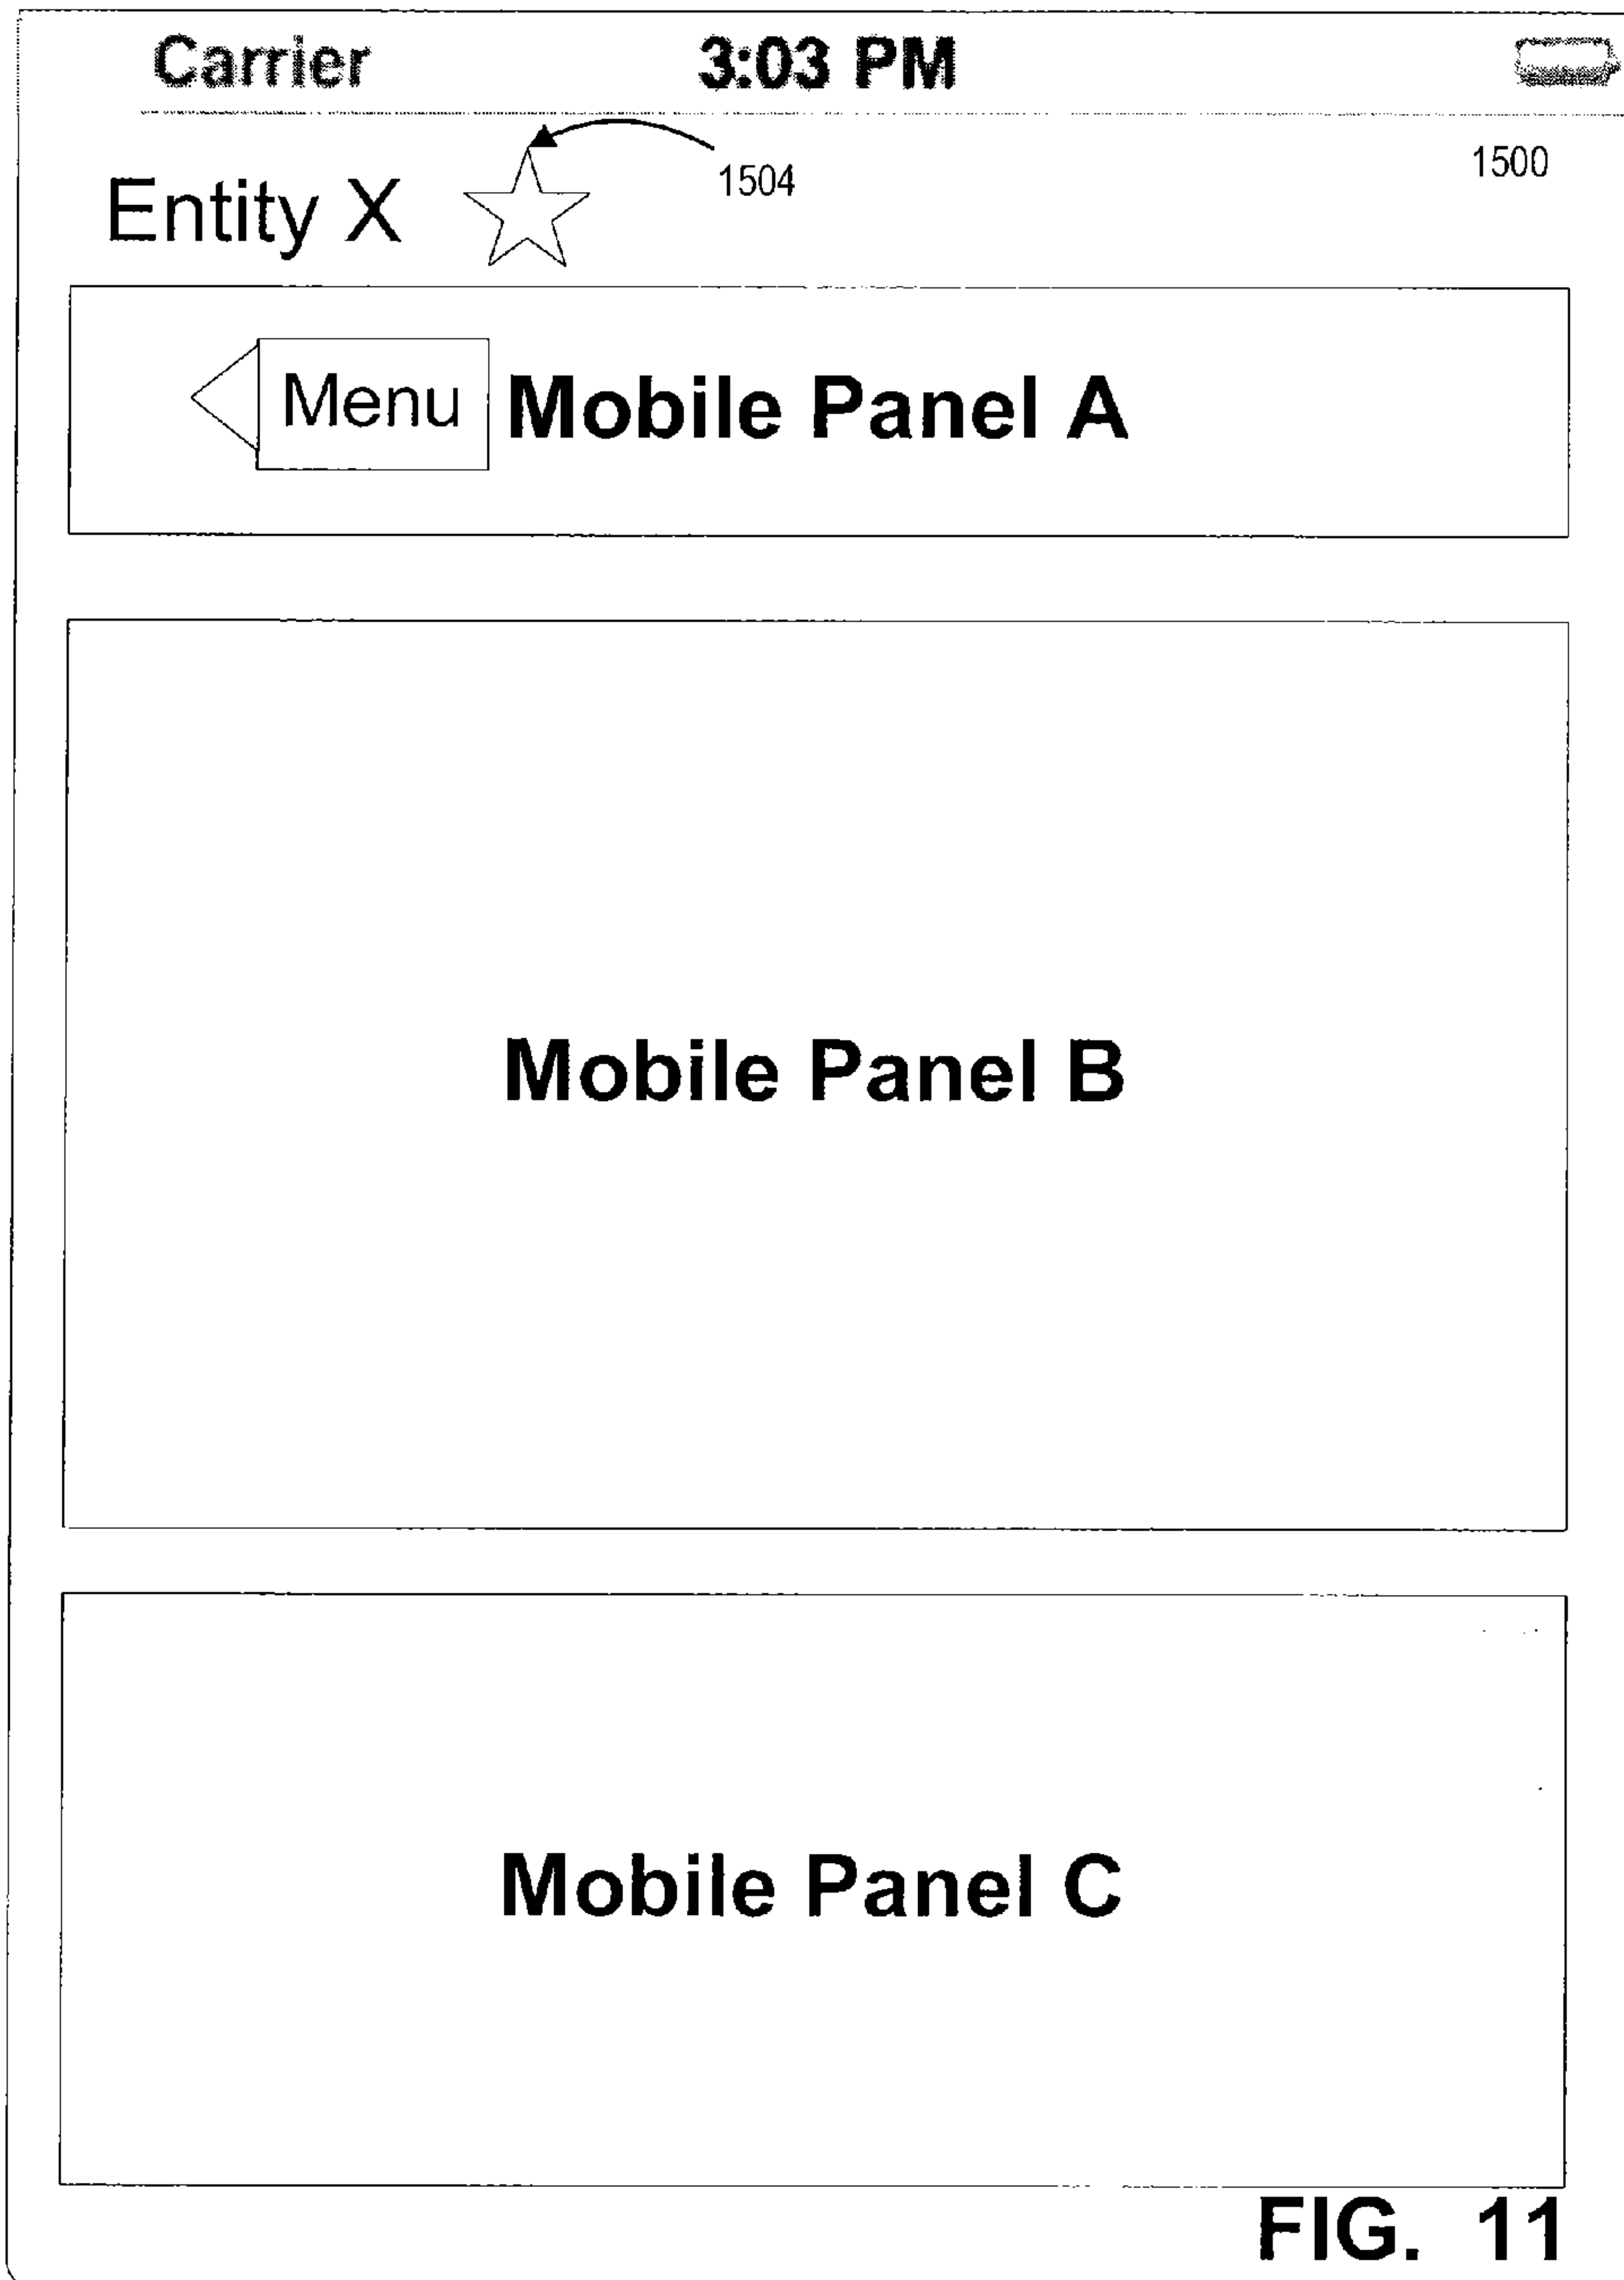 Carrier 3:03 PM
1504
1500
Entity X
Menu Mobile Panel A
Mobile Panel B
Mobile Panel C
FIG. 11